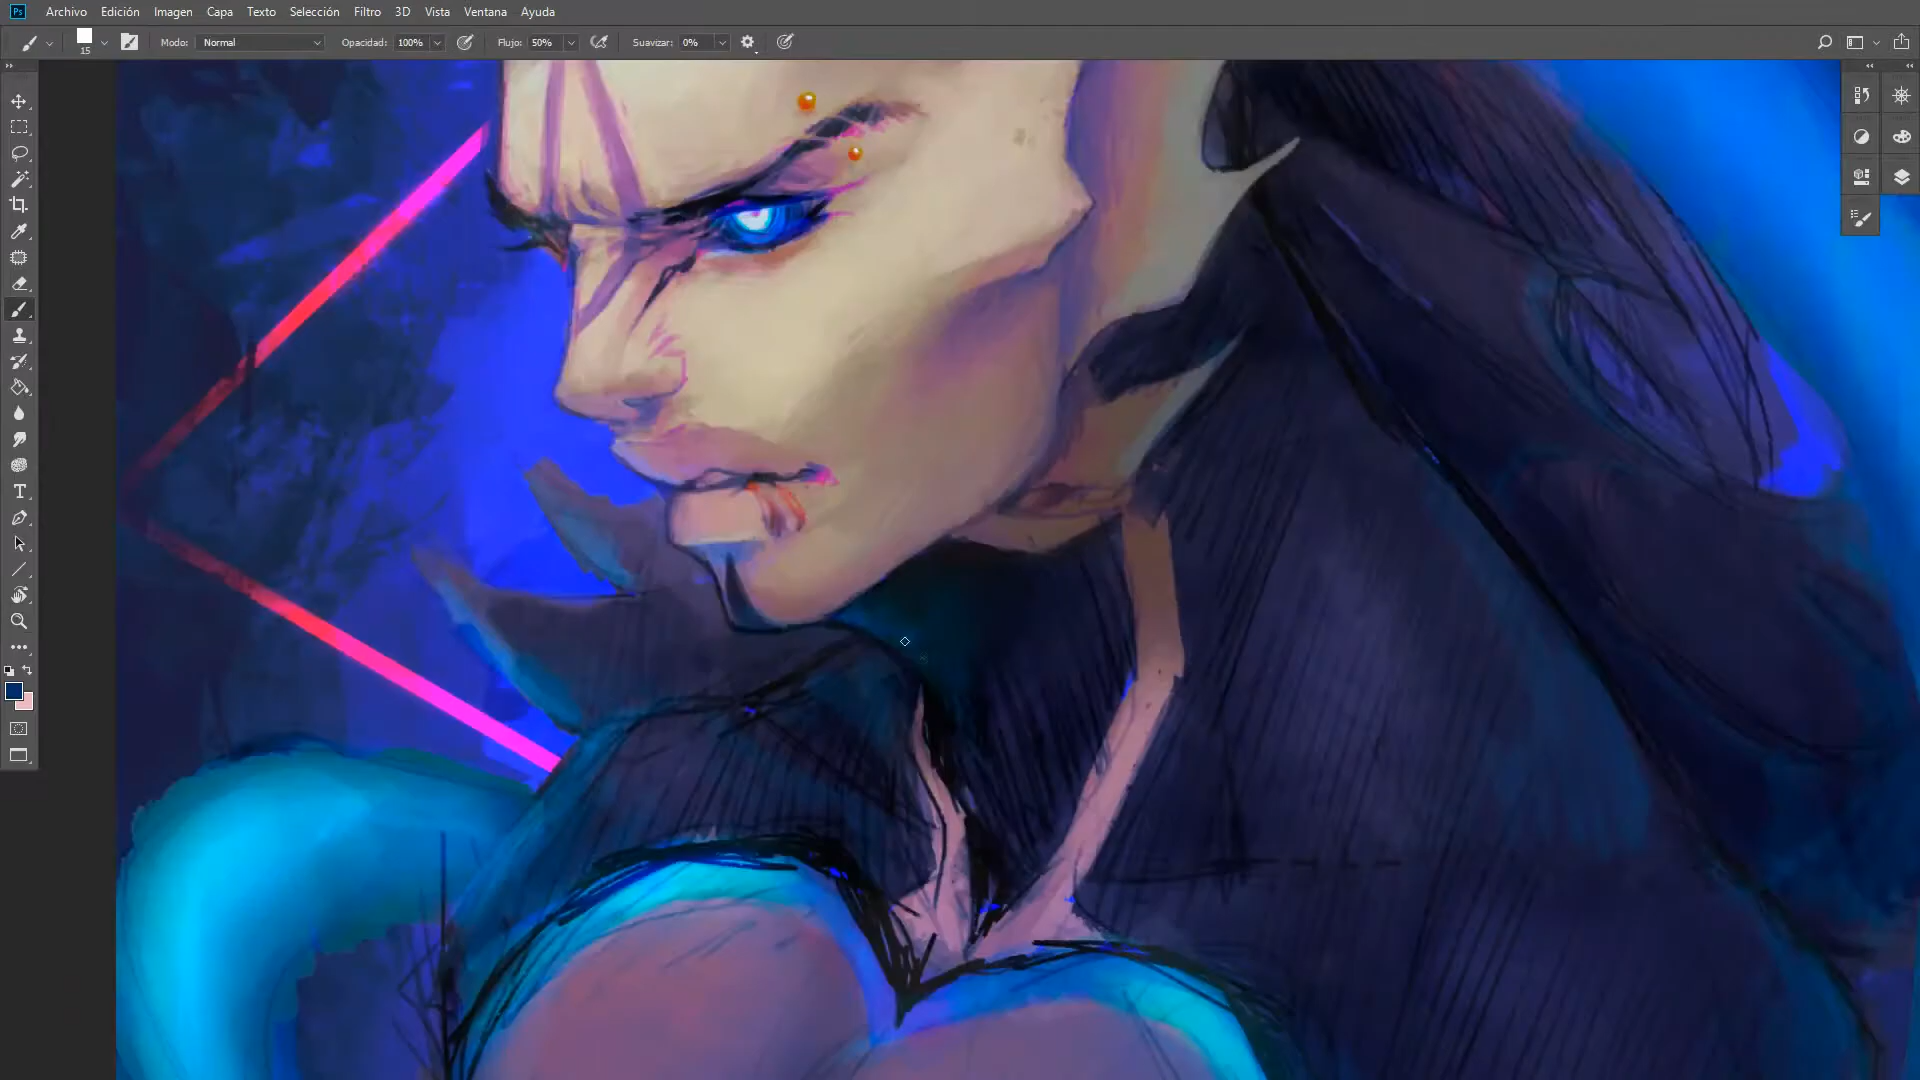 Ps Archivo Edición Imagen Capa Texto Selección Filtro 3D Vista Ventana Ayuda
15 Modo: Normal Opacidad: 100% Flujo: 50% Suavizar: 0%